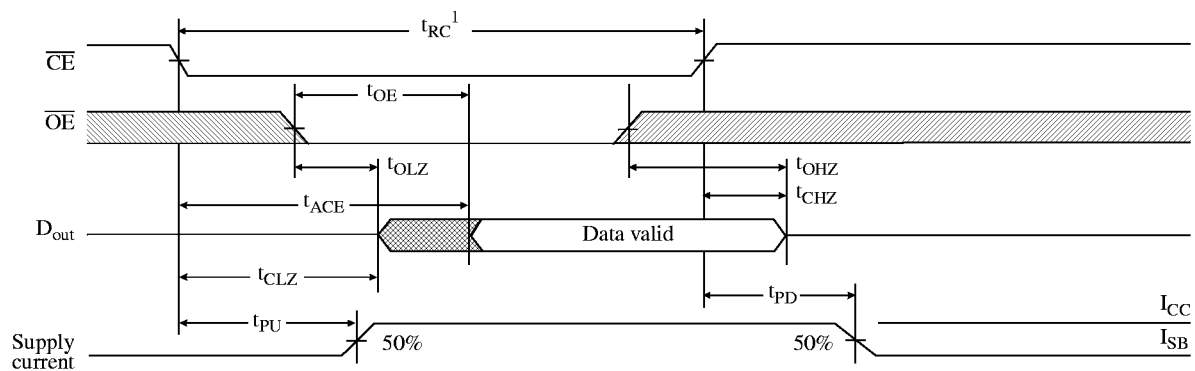 tRC1
CE
tOE
OE
tOLZ
tOHZ
tCHZ
tACE
Dout
Data valid
tCLZ
tPD
tPU
ICC
Supply
current
50%
50%
ISB